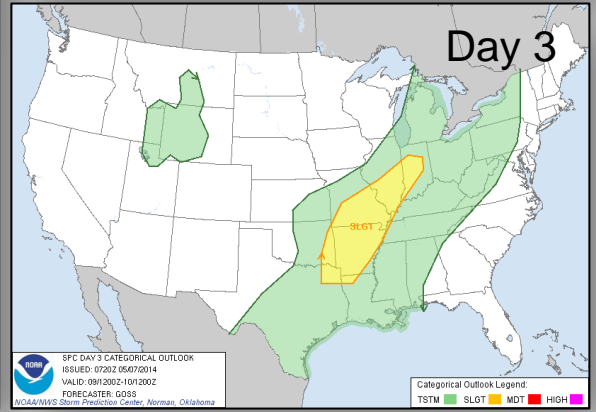 Day 3
SLGT
NOAA
SPC DAY 3 CATEGORICAL OUTLOOK
ISSUED: 0720Z 05/07/2014
VALID: 09/1200Z-10/1200Z
FORECASTER: GOSS
NOAA/NWS Storm Prediction Center, Norman, Oklahoma
Categorical Outlook Legend:
TSTM SLGT MDT HIGH